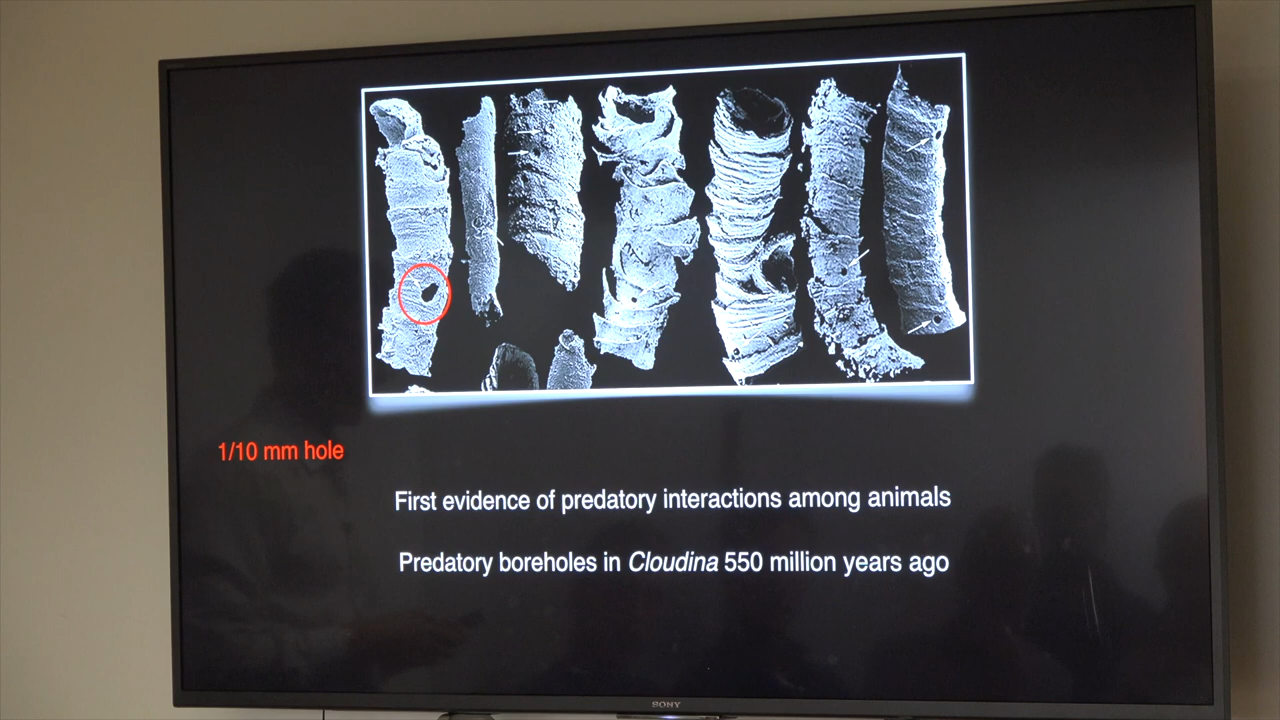 1/10 mm hole
First evidence of predatory interactions among animals
Predatory boreholes in Cloudina 550 million years ago
SONY